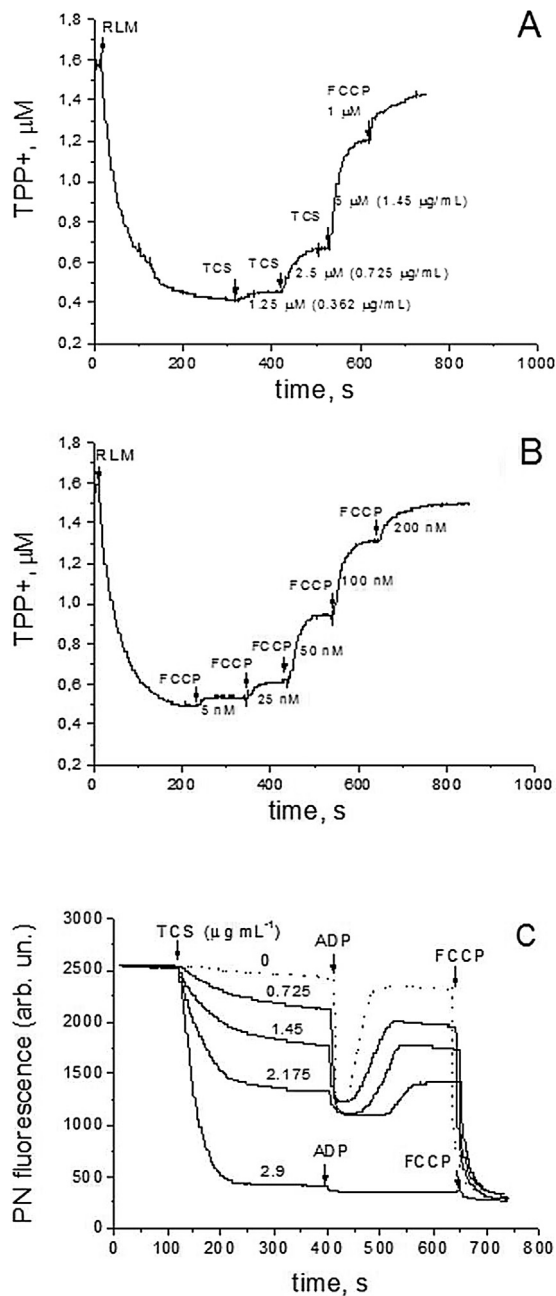 A
RLM
1,8
1,6
1,4
1,2
1,0
0,8
0,6
0,4
0,2
TPP+, μM
FCCP
1 μM
5 μM (1.45 μg/mL)
TCS
TCS
TCS
2.5 μM (0.725 μg/mL)
1.25 μM (0.362 μg/mL)
0 200 400 600 800 1000
time, s
B
RLM
1,8
1,6
1,4
1,2
1,0
0,8
0,6
0,4
0,2
TPP+, μM
FCCP
200 nM
FCCP
100 nM
FCCP
50 nM
FCCP
25 nM
FCCP
5 nM
0 200 400 600 800 1000
time, s
C
3000
2500
2000
1500
1000
500
0
PN fluorescence (arb. un.)
TCS (μg mL-1)
ADP
FCCP
0
0.725
1.45
2.175
2.9
ADP
FCCP
0 100 200 300 400 500 600 700 800
time, s